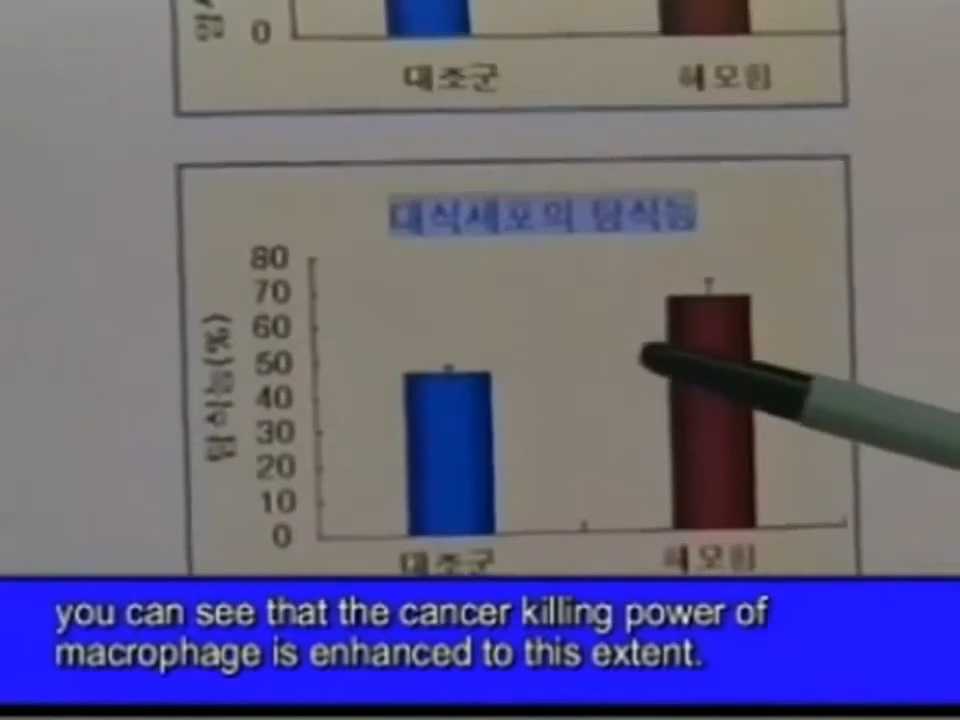 0
대조군 헤모힘
대식세포의 탐식능
탐식능(%)
80
70
60
50
40
30
20
10
0
대조군 헤모힘
you can see that the cancer killing power of
macrophage is enhanced to this extent.